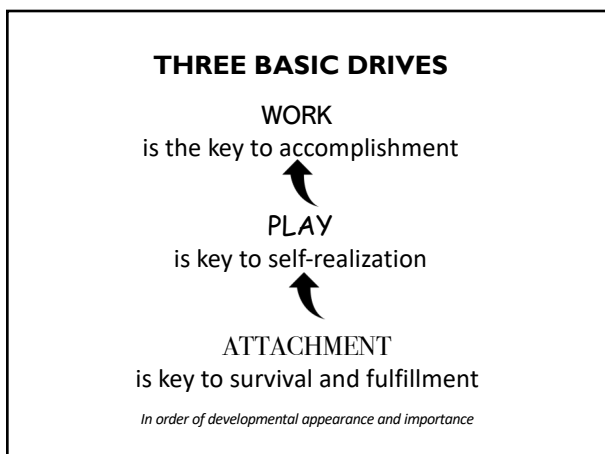 THREE BASIC DRIVES
WORK
is the key to accomplishment
PLAY
is key to self-realization
ATTACHMENT
is key to survival and fulfillment
In order of developmental appearance and importance